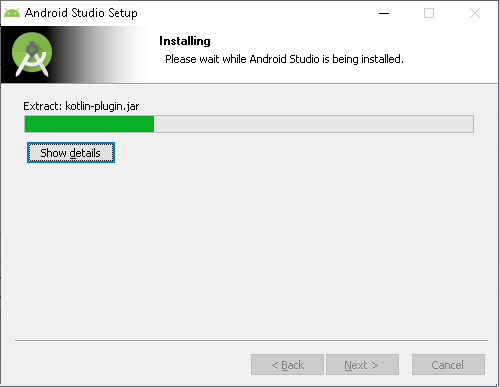 Android Studio Setup
Installing
Please wait while Android Studio is being installed.
Extract: kotlin-plugin.jar
Show details
< Back
Next >
Cancel